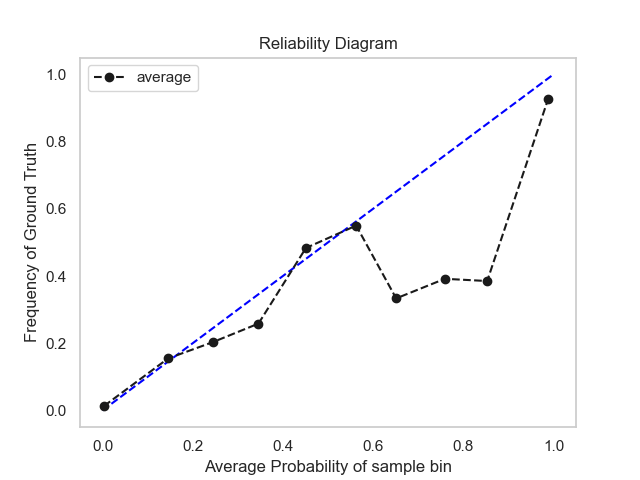 Reliability Diagram
average
Frequency of Ground Truth
1.0
0.8
0.6
0.4
0.2
0.0
0.0 0.2 0.4 0.6 0.8 1.0
Average Probability of sample bin